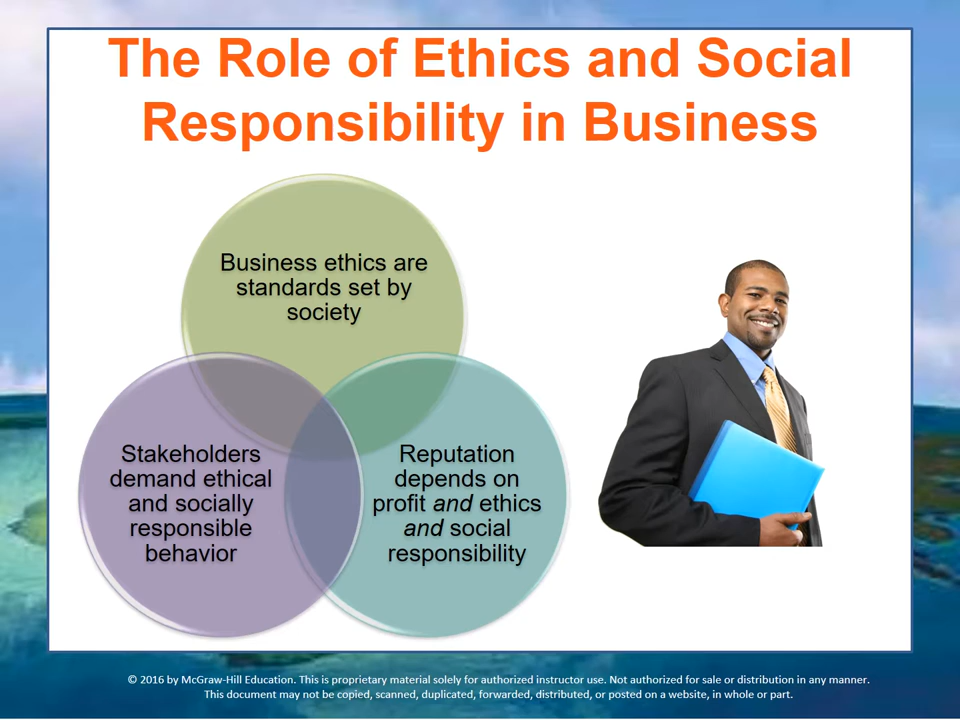 The Role of Ethics and Social
Responsibility in Business
Business ethics are
standards set by
society
Stakeholders
demand ethical
and socially
responsible
behavior
Reputation
depends on
profit and ethics
and social
responsibility
© 2016 by McGraw-Hill Education. This is proprietary material solely for authorized instructor use. Not authorized for sale or distribution in any manner.
This document may not be copied, scanned, duplicated, forwarded, distributed, or posted on a website, in whole or part.